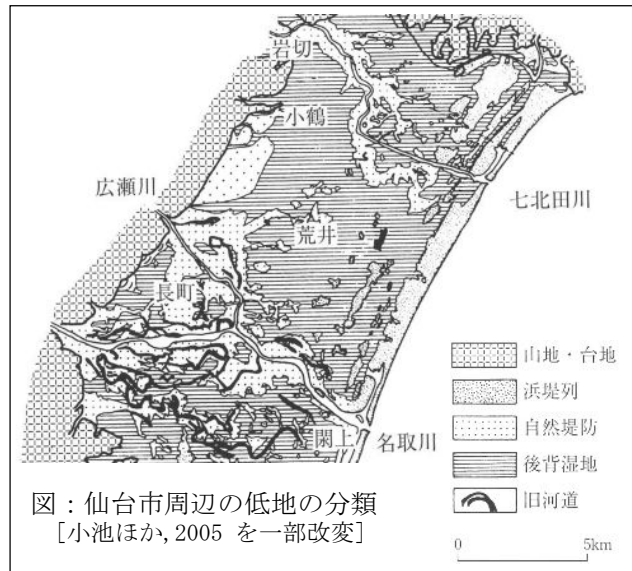 岩切
小鶴
広瀬川
七北田川
荒井
長町
山地・台地
浜堤列
自然堤防
後背湿地
閖上
名取川
旧河道
図：仙台市周辺の低地の分類
[小池ほか, 2005 を一部改変]
0 5km